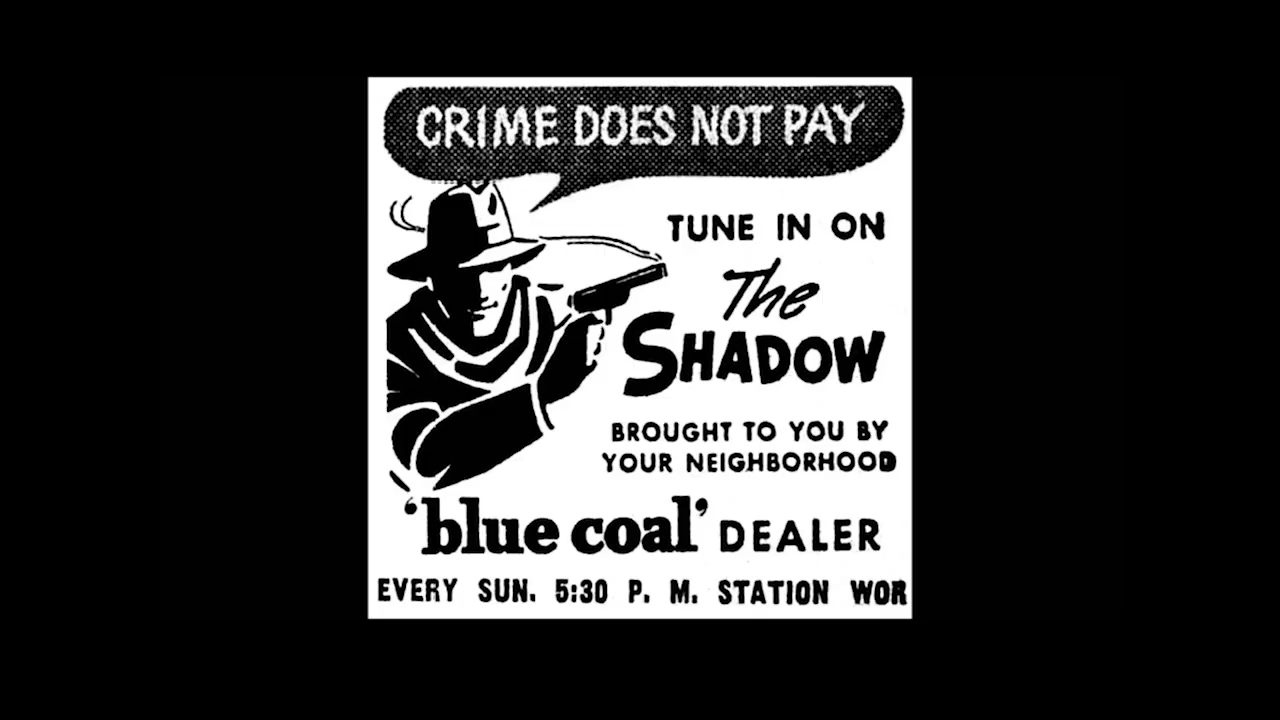 CRIME DOES NOT PAY
TUNE IN ON
The
SHADOW
BROUGHT TO YOU BY
YOUR NEIGHBORHOOD
'blue coal' DEALER
EVERY SUN. 5:30 P. M. STATION WOR